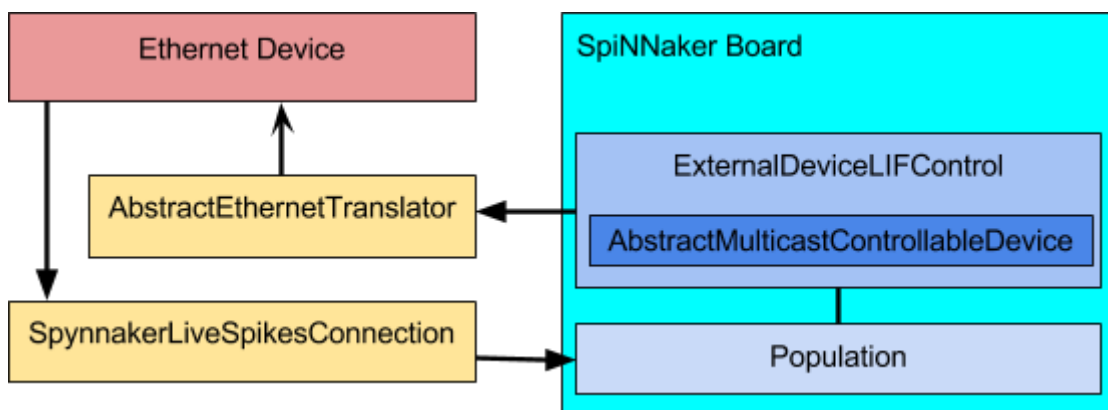 Ethernet Device
SpiNNaker Board
ExternalDeviceLIFControl
AbstractEthernetTranslator
AbstractMulticastControllableDevice
SpynnakerLiveSpikesConnection
Population